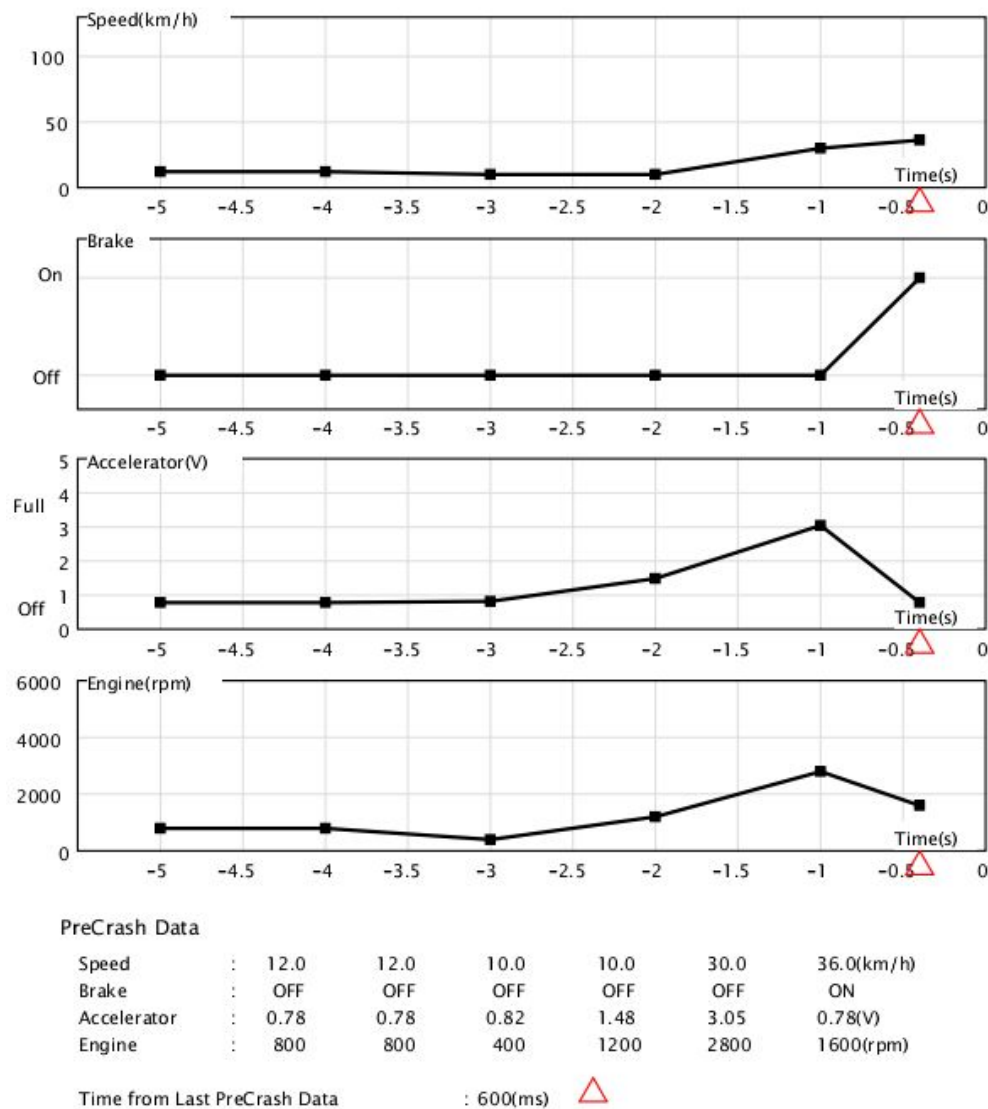 Speed(km/h)
100
50
0
Time(s)
-5 -4.5 -4 -3.5 -3 -2.5 -2 -1.5 -1 -0.5 0
Brake
On
Off
Time(s)
-5 -4.5 -4 -3.5 -3 -2.5 -2 -1.5 -1 -0.5 0
Accelerator(V)
5
4
Full
3
2
1
Off
0
Time(s)
-5 -4.5 -4 -3.5 -3 -2.5 -2 -1.5 -1 -0.5 0
Engine(rpm)
6000
4000
2000
0
Time(s)
-5 -4.5 -4 -3.5 -3 -2.5 -2 -1.5 -1 -0.5 0
PreCrash Data
Speed : 12.0 12.0 10.0 10.0 30.0 36.0(km/h)
Brake : OFF OFF OFF OFF OFF ON
Accelerator : 0.78 0.78 0.82 1.48 3.05 0.78(V)
Engine : 800 800 400 1200 2800 1600(rpm)
Time from Last PreCrash Data : 600(ms)